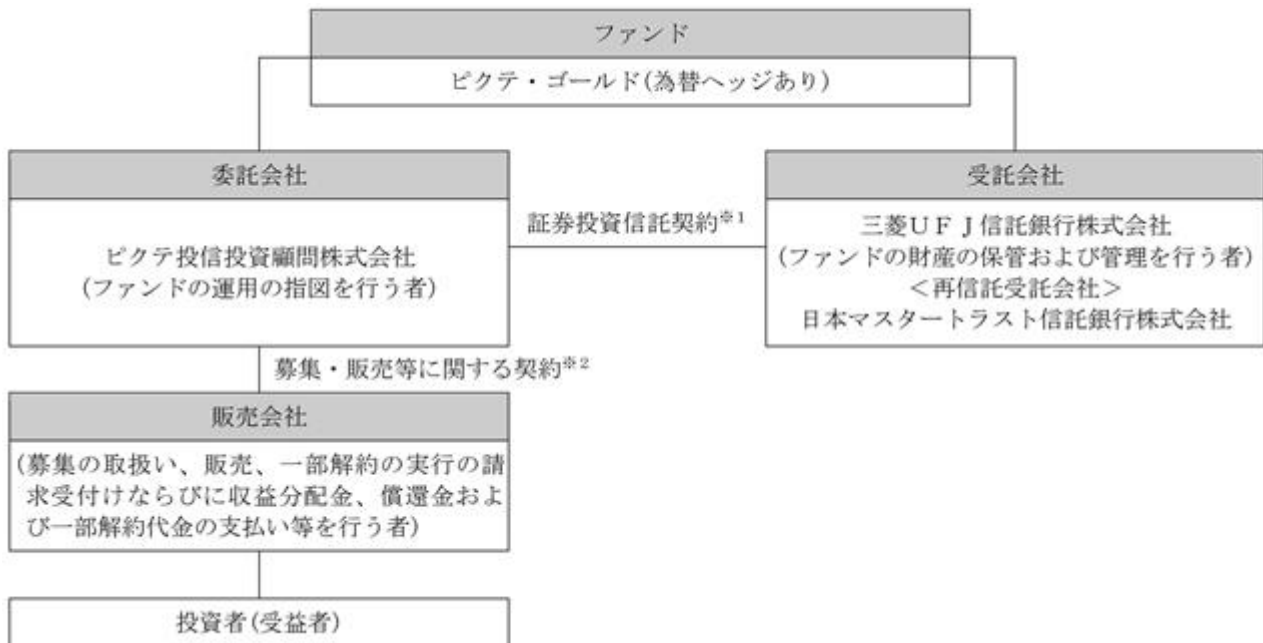 ファンド
ピクテ・ゴールド(為替ヘッジあり)
委託会社
ピクテ投信投資顧問株式会社
(ファンドの運用の指図を行う者)
証券投資信託契約※1
受託会社
三菱UFJ信託銀行株式会社
(ファンドの財産の保管および管理を行う者)
<再信託受託会社>
日本マスタートラスト信託銀行株式会社
募集・販売等に関する契約※2
販売会社
(募集の取扱い、販売、一部解約の実行の請
求受付けならびに収益分配金、償還金およ
び一部解約代金の支払い等を行う者)
投資者(受益者)